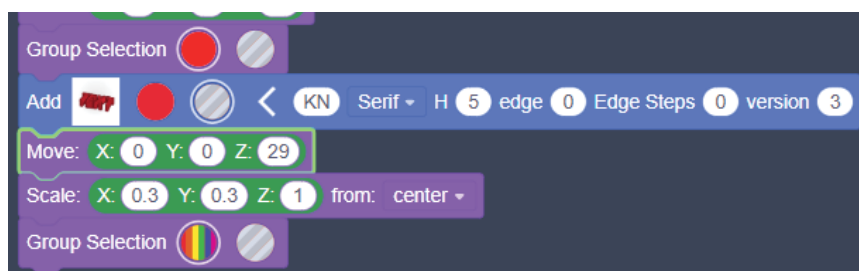 Group Selection
Add TEXT < KN Serif H 5 edge 0 Edge Steps 0 version 3
Move: X: 0 Y: 0 Z: 29
Scale: X: 0.3 Y: 0.3 Z: 1 from: center
Group Selection